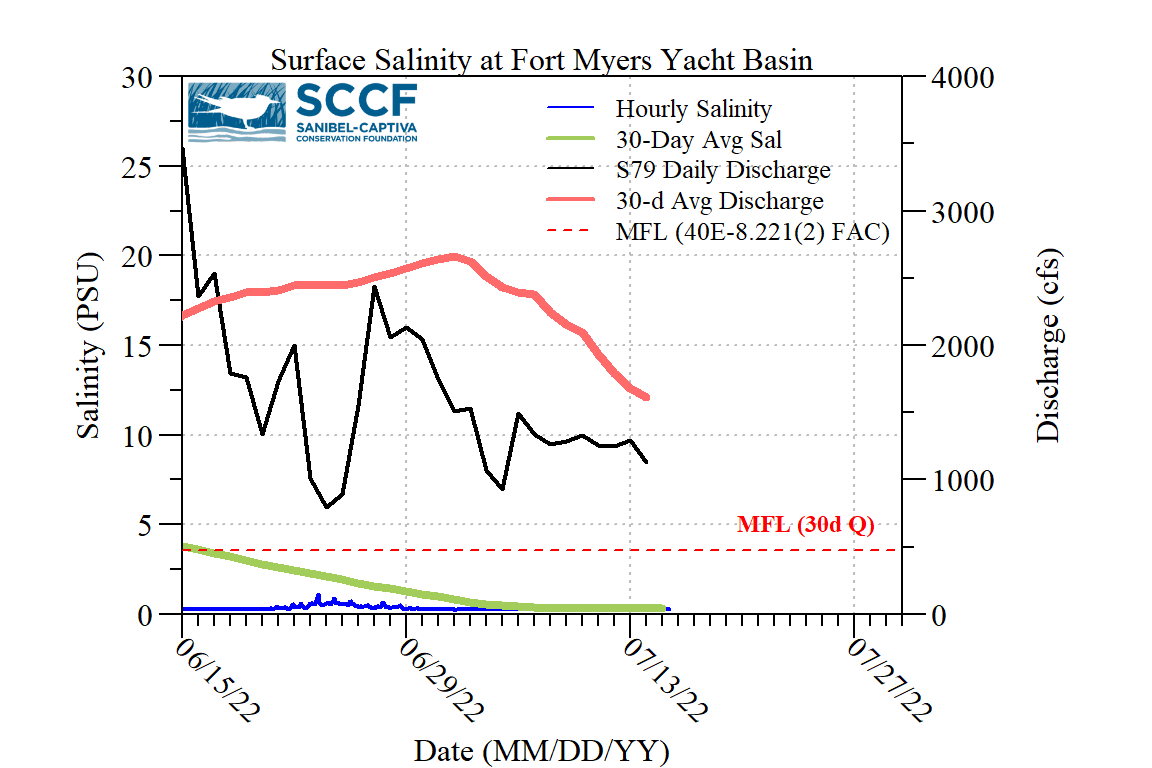 Surface Salinity at Fort Myers Yacht Basin
SCCF
SANIBEL-CAPTIVA
CONSERVATION FOUNDATION
Hourly Salinity
30-Day Avg Sal
S79 Daily Discharge
30-d Avg Discharge
MFL (40E-8.221(2) FAC)
30
25
20
15
10
5
0
Salinity (PSU)
4000
3000
2000
1000
0
Discharge (cfs)
MFL (30d Q)
06/15/22
06/29/22
07/13/22
07/27/22
Date (MM/DD/YY)